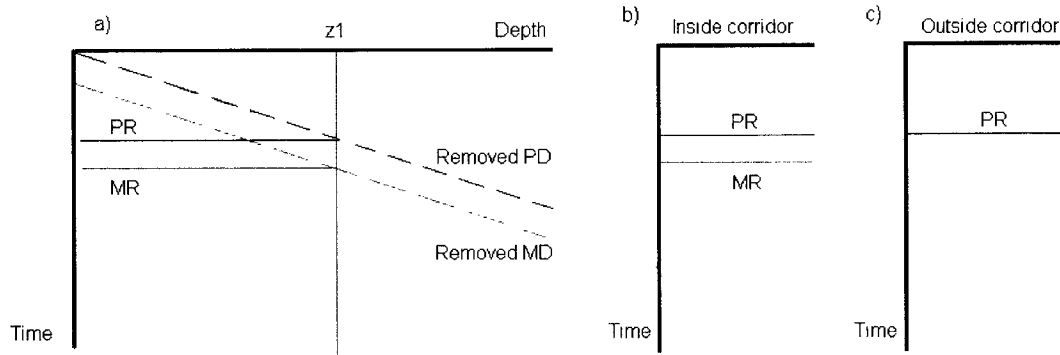 a)
z1
Depth
PR
MR
Removed PD
Removed MD
Time
b)
Inside corridor
PR
MR
Time
c)
Outside corridor
PR
Time